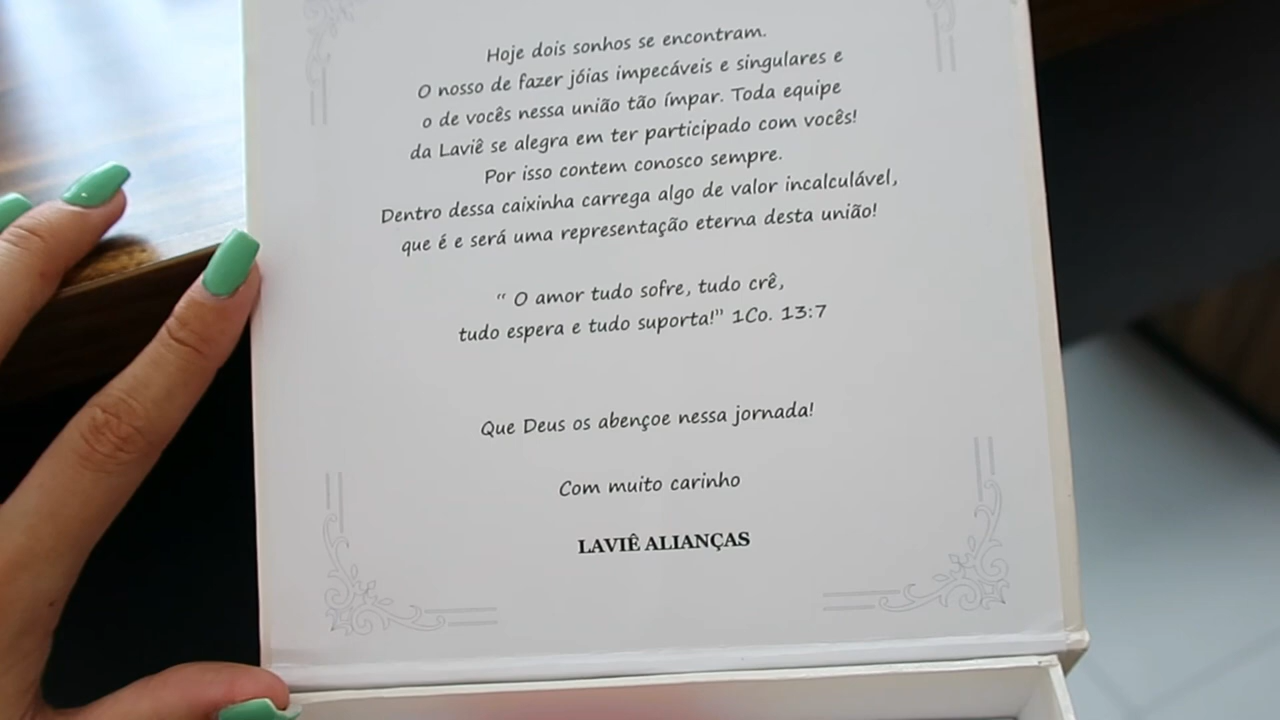 Hoje dois sonhos se encontram.
O nosso de fazer jóias impecáveis e singulares e
o de vocês nessa união tão ímpar. Toda equipe
da Laviê se alegra em ter participado com vocês!
Por isso contem conosco sempre.
Dentro dessa caixinha carrega algo de valor incalculável,
que é e será uma representação eterna desta união!
“ O amor tudo sofre, tudo crê,
tudo espera e tudo suporta!” 1Co. 13:7
Que Deus os abençoe nessa jornada!
Com muito carinho
LAVIÊ ALIANÇAS